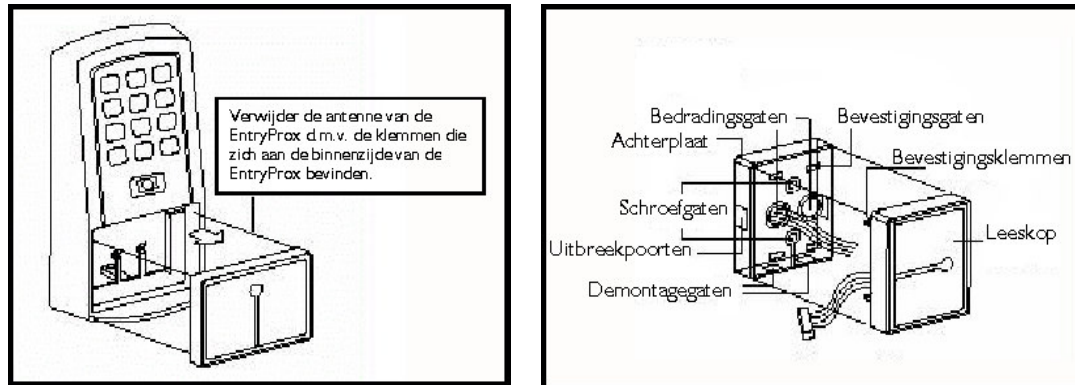 Verwijder de antenne van de
EntryProx d.m.v. de klemmen die
zich aan de binnenzijde van de
EntryProx bevinden.
Bedradingsgaten
Bevestigingsgaten
Achterplaat
Bevestigingsklemmen
Schroefgaten
Leeskop
Uitbreekpoorten
Demontagegaten